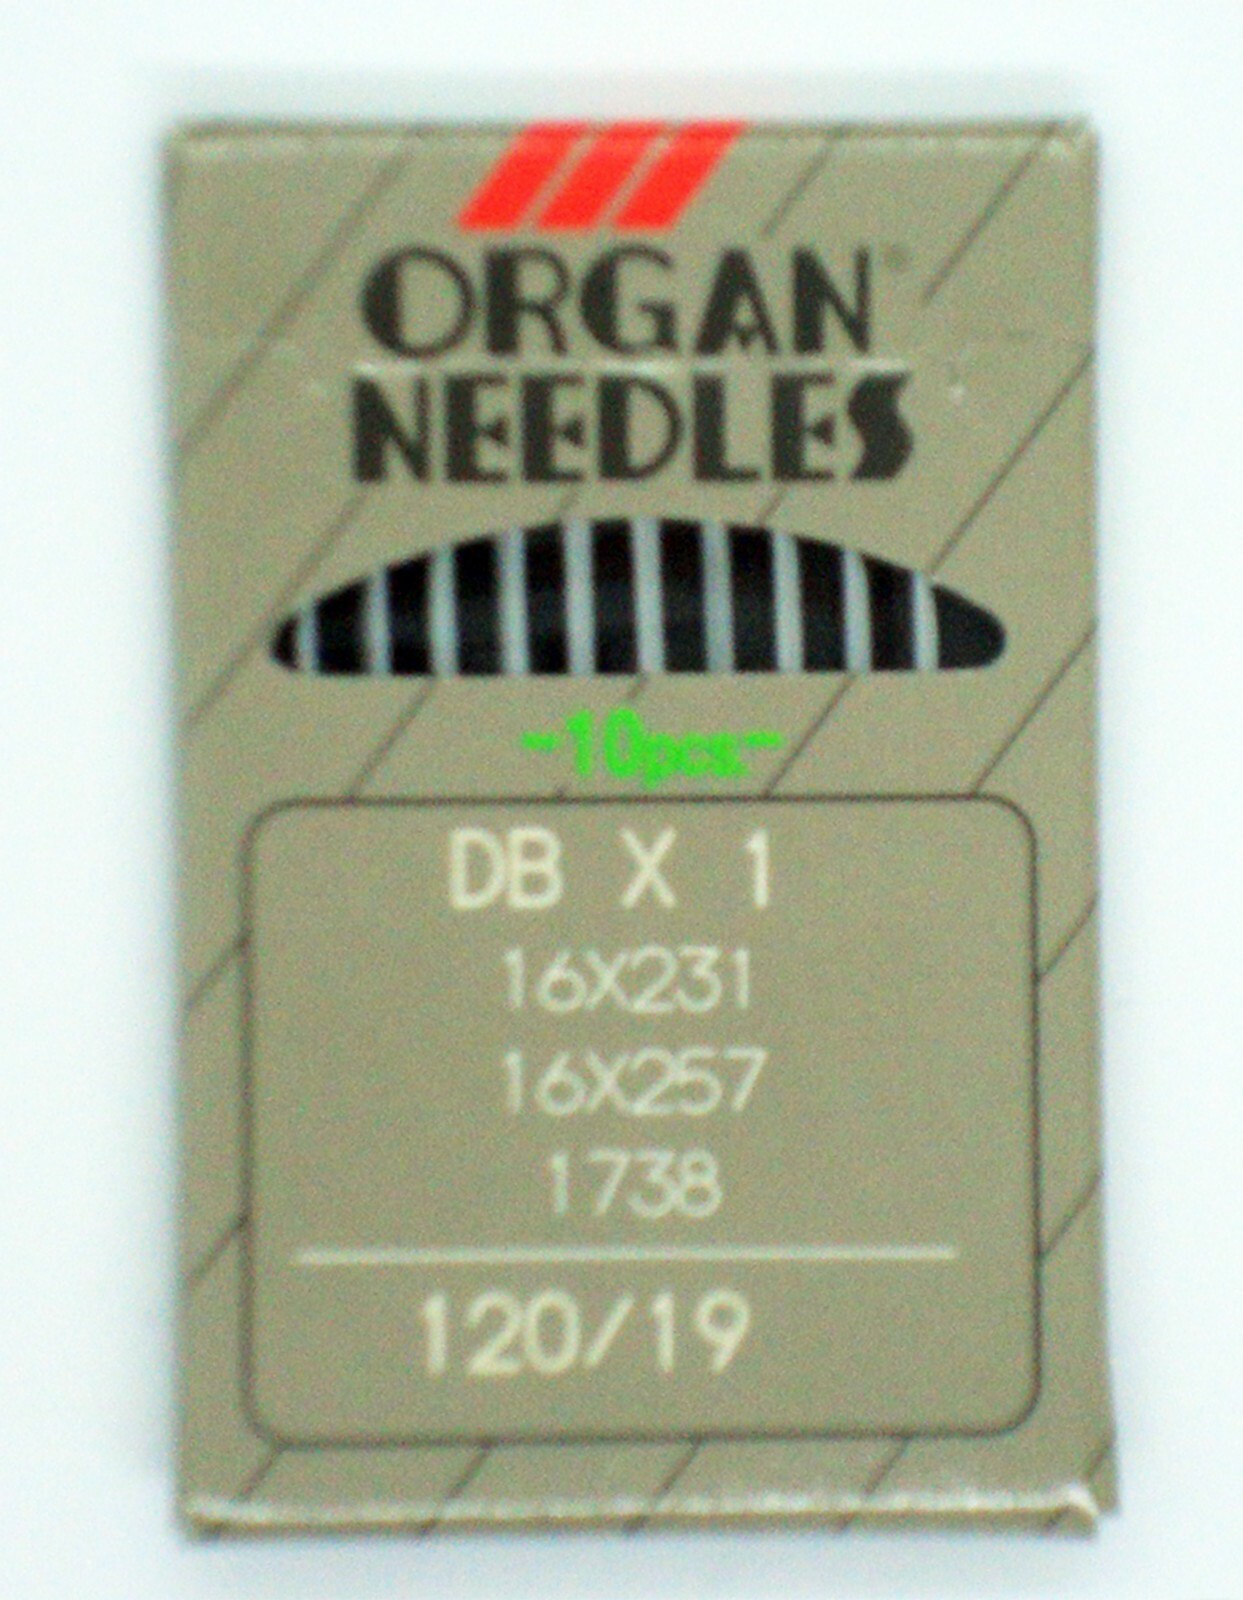 ORGAN®
NEEDLES
-10pcs-
DB X 1
16X231
16X257
1738
120/19